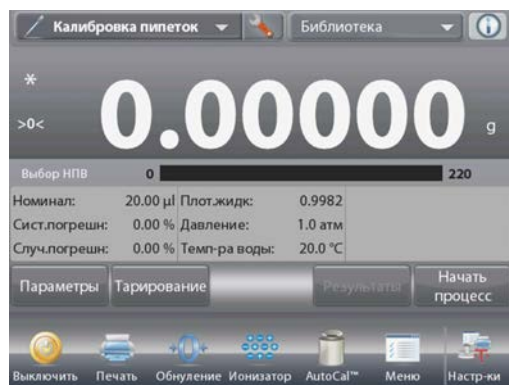 Калибровка пипеток Библиотека
*
>0< 0.00000 g
Выбор НПВ 0 220
Номинал: 20.00 µl Плот.жидк: 0.9982
Сист.погрешн: 0.00 % Давление: 1.0 атм
Случ.погрешн: 0.00 % Темп-ра воды: 20.0 °C
Параметры Тарирование Результаты Начать процесс
Выключить Печать Обнуление Ионизатор AutoCal™ Меню Настр-ки